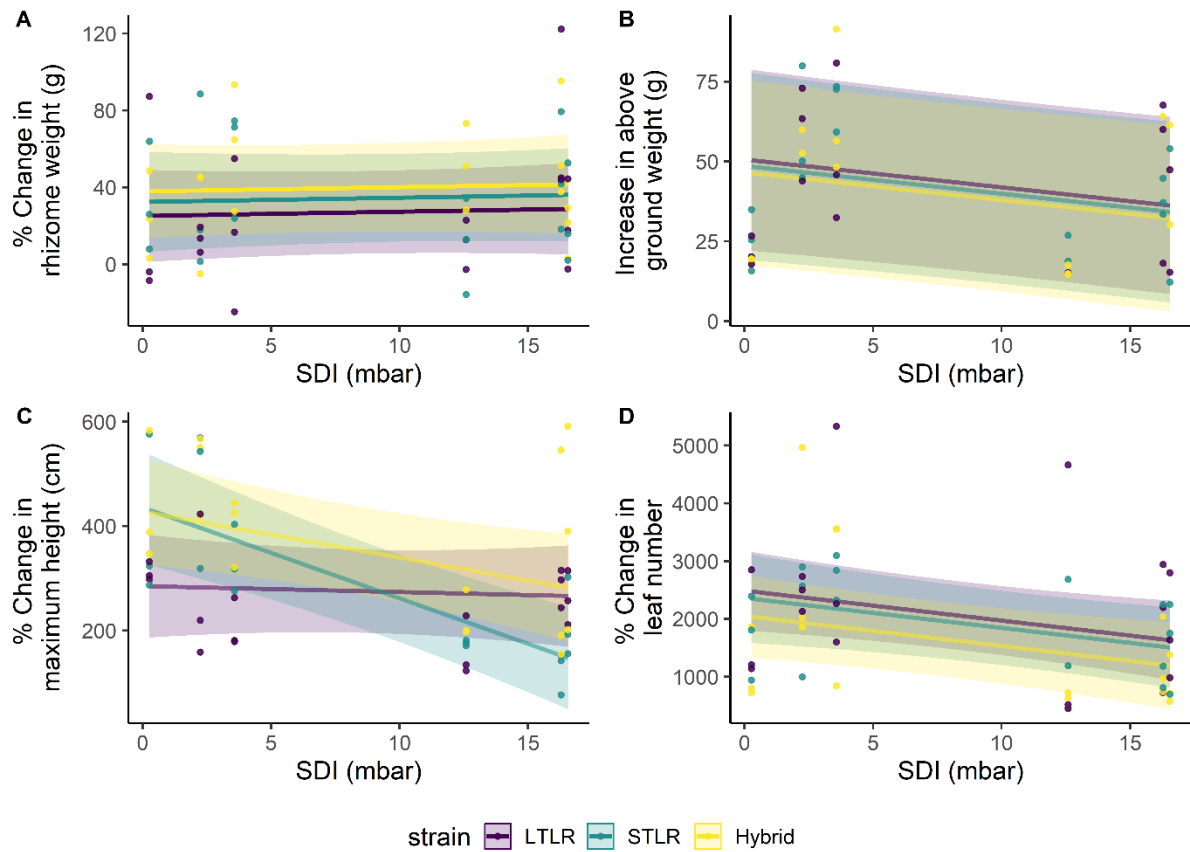 A
% Change in
rhizome weight (g)
120
80
40
0
0 5 10 15
SDI (mbar)
B
Increase in above
ground weight (g)
75
50
25
0
0 5 10 15
SDI (mbar)
C
% Change in
maximum height (cm)
600
400
200
0 5 10 15
SDI (mbar)
D
% Change in
leaf number
5000
4000
3000
2000
1000
0 5 10 15
SDI (mbar)
strain LTLR STLR Hybrid